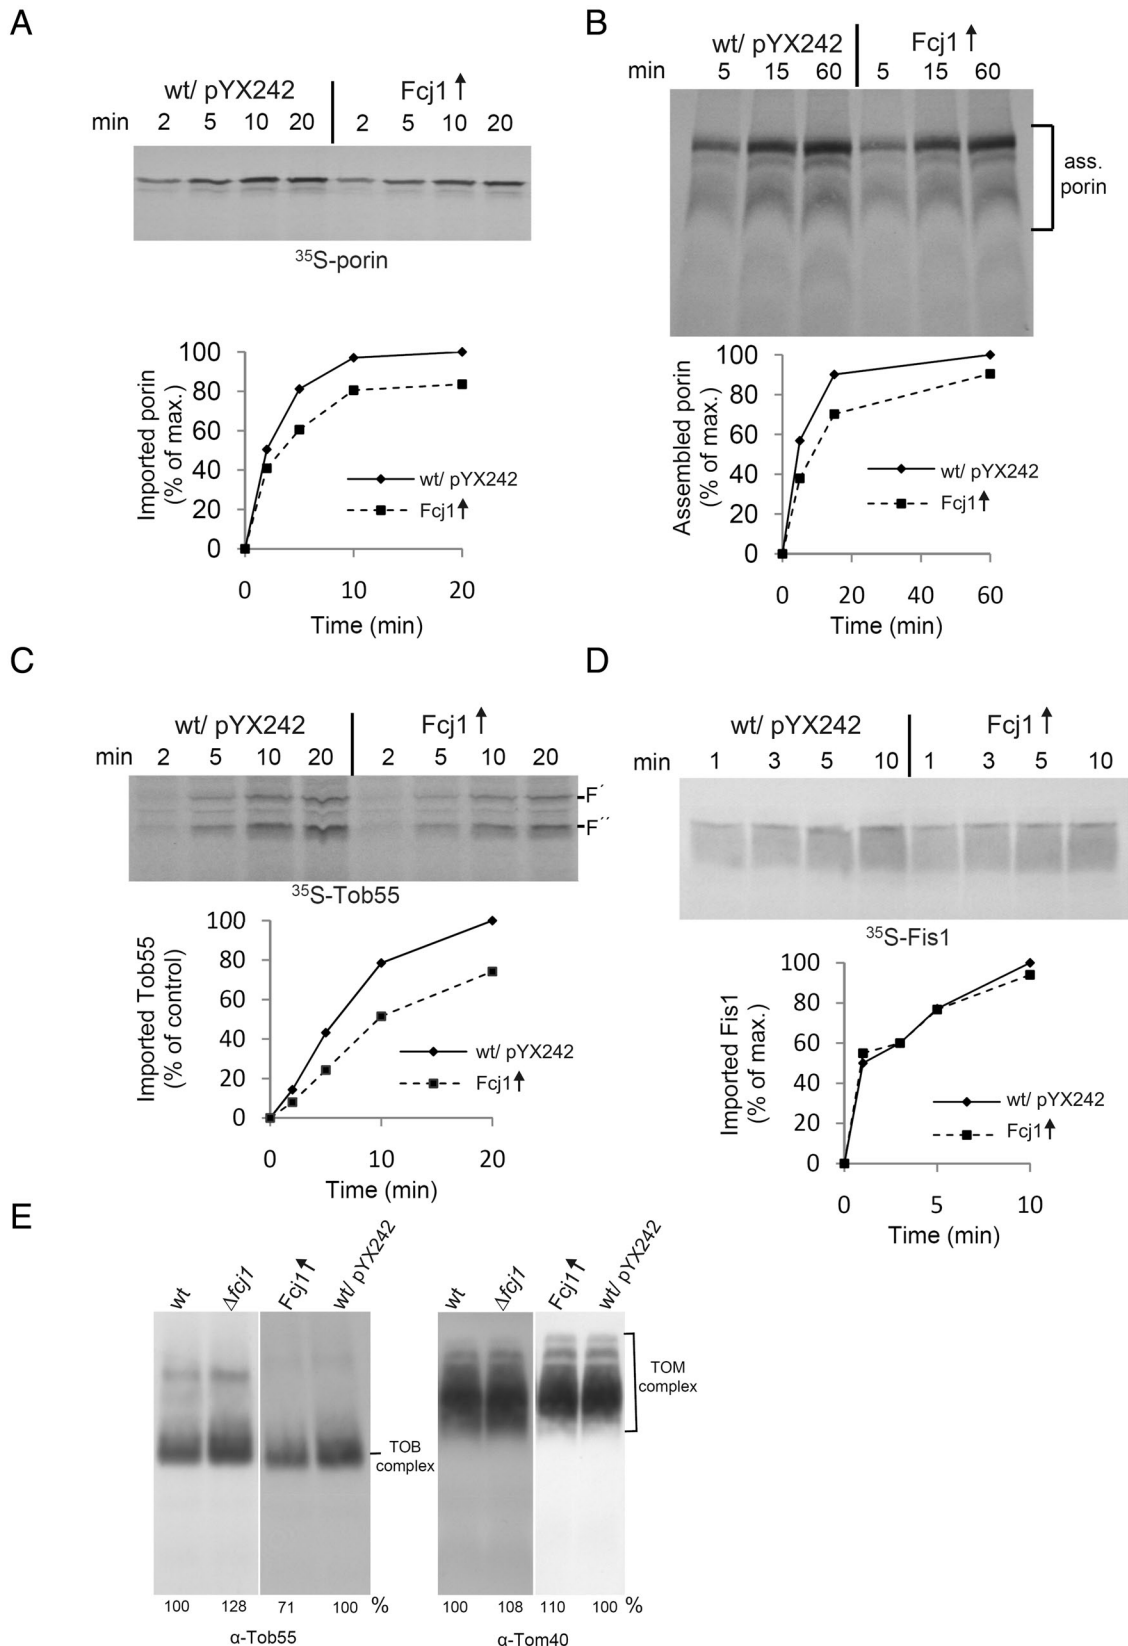 A
wt/ pYX242 Fcj1↑
min 2 5 10 20 2 5 10 20
35S-porin
Imported porin
(% of max.)
100
80
60
40
20
0
wt/ pYX242
Fcj1↑
0 10 20
Time (min)
B
wt/ pYX242 Fcj1↑
min 5 15 60 5 15 60
ass.
porin
Assembled porin
(% of max.)
100
80
60
40
20
0
wt/ pYX242
Fcj1↑
0 20 40 60
Time (min)
C
wt/ pYX242 Fcj1↑
min 2 5 10 20 2 5 10 20
F´
F´´
35S-Tob55
Imported Tob55
(% of control)
100
80
60
40
20
0
wt/ pYX242
Fcj1↑
0 10 20
Time (min)
D
wt/ pYX242 Fcj1↑
min 1 3 5 10 1 3 5 10
35S-Fis1
Imported Fis1
(% of max.)
100
80
60
40
20
0
wt/ pYX242
Fcj1↑
0 5 10
Time (min)
E
wt Δfcj1 Fcj1↑ wt/ pYX242
TOB
complex
100 128 71 100 %
α-Tob55
wt Δfcj1 Fcj1↑ wt/ pYX242
TOM
complex
100 108 110 100 %
α-Tom40